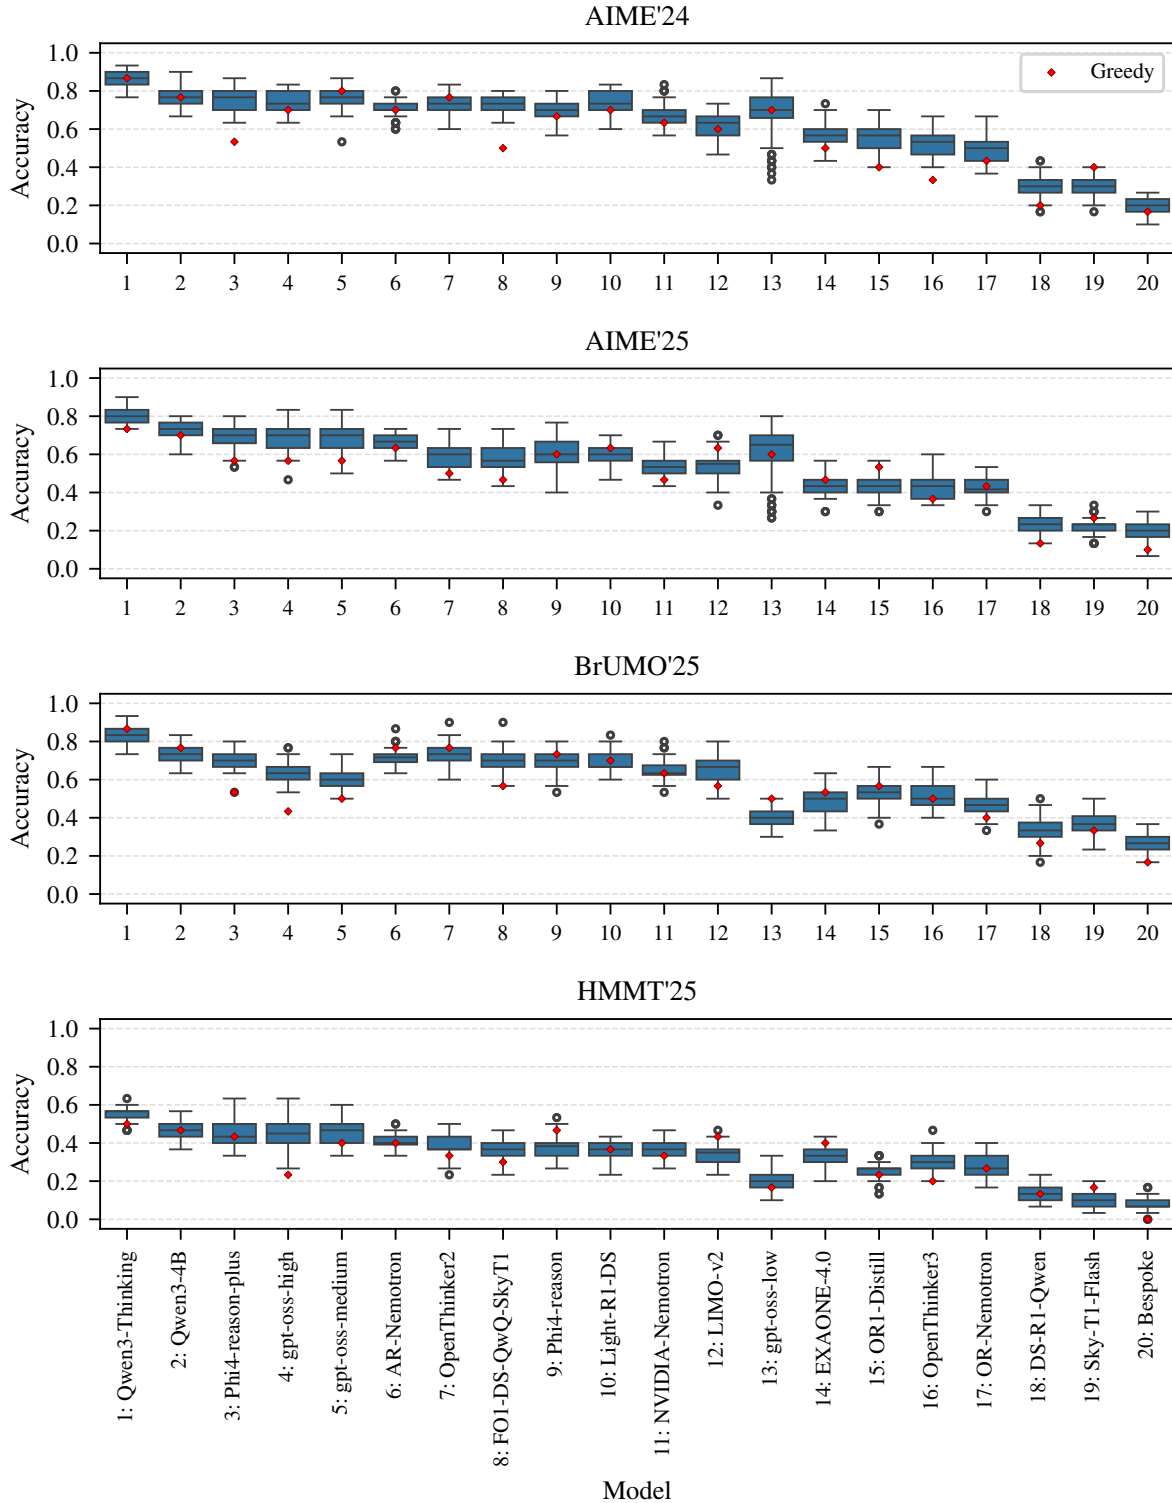 AIME'24
Accuracy
1.0
0.8
0.6
0.4
0.2
0.0
Greedy
1 2 3 4 5 6 7 8 9 10 11 12 13 14 15 16 17 18 19 20
AIME'25
Accuracy
1.0
0.8
0.6
0.4
0.2
0.0
1 2 3 4 5 6 7 8 9 10 11 12 13 14 15 16 17 18 19 20
BrUMO'25
Accuracy
1.0
0.8
0.6
0.4
0.2
0.0
1 2 3 4 5 6 7 8 9 10 11 12 13 14 15 16 17 18 19 20
HMMT'25
Accuracy
1.0
0.8
0.6
0.4
0.2
0.0
1: Qwen3-Thinking
2: Qwen3-4B
3: Phi4-reason-plus
4: gpt-oss-high
5: gpt-oss-medium
6: AR-Nemotron
7: OpenThinker2
8: FO1-DS-QwQ-SkyT1
9: Phi4-reason
10: Light-R1-DS
11: NVIDIA-Nemotron
12: LIMO-v2
13: gpt-oss-low
14: EXAONE-4.0
15: OR1-Distill
16: OpenThinker3
17: OR-Nemotron
18: DS-R1-Qwen
19: Sky-T1-Flash
20: Bespoke
Model